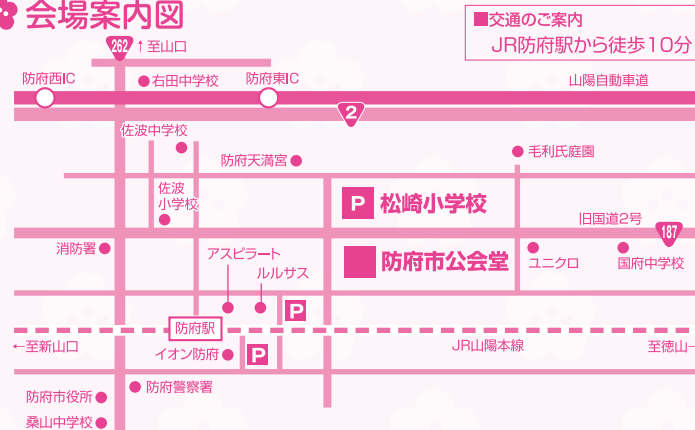 会場案内図
■交通のご案内
JR防府駅から徒歩10分
262
↑至山口
防府西IC
右田中学校
防府東IC
山陽自動車道
2
佐波中学校
防府天満宮
毛利氏庭園
佐波
小学校
P 松崎小学校
旧国道2号
187
消防署
アスピラート
ルルサス
防府市公会堂
ユニクロ
国府中学校
P
防府駅
←至新山口
イオン防府
P
JR山陽本線
至徳山→
防府市役所
防府警察署
桑山中学校